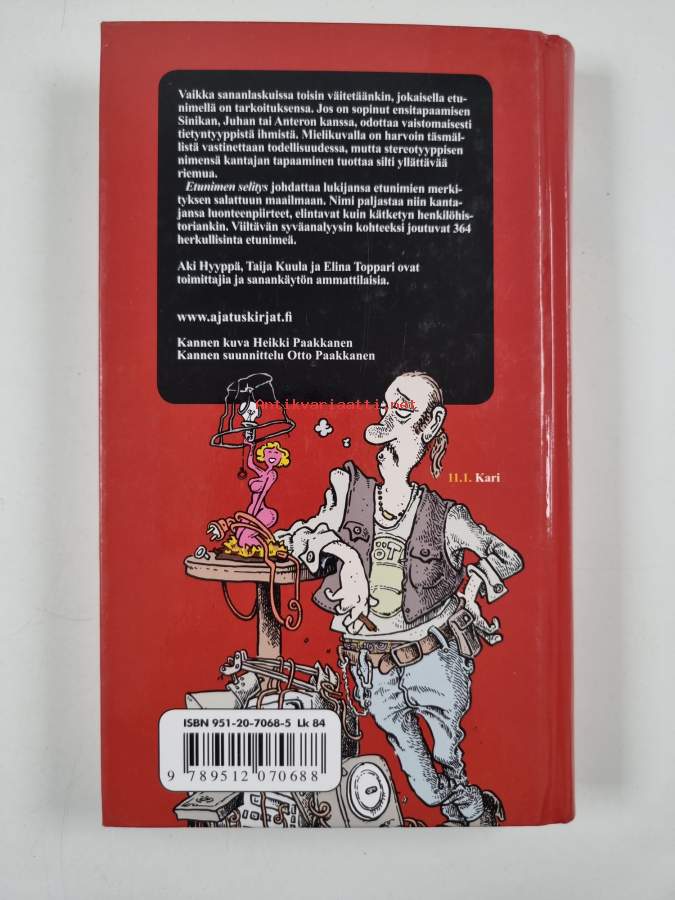 Vaikka sananlaskuissa toisin väitetäänkin, jokaisella etu-
nimellä on tarkoituksensa. Jos on sopinut ensitapaamisen
Sinikan, Juhan tai Anteron kanssa, odottaa vaistomaisesti
tietyntyyppistä ihmistä. Mielikuvalla on harvoin täsmäl-
listä vastinettaan todellisuudessa, mutta stereotyyppisen
nimensä kantajan tapaaminen tuottaa silti yllättävää
riemua.
Etunimen selitys johdattaa lukijansa etunimien merki-
tyksen salattuun maailmaan. Nimi paljastaa niin kanta-
jansa luonteenpiirteet, elintavat kuin kätketyn henkilöhis-
toriankin. Viiltävän syväanalyysin kohteeksi joutuvat 364
herkullisinta etunimeä.
Aki Hyyppä, Taija Kuula ja Elina Toppari ovat
toimittajia ja sanankäytön ammattilaisia.
www.ajatuskirjat.fi
Kannen kuva Heikki Paakkanen
Kannen suunnittelu Otto Paakkanen
Antikvariaatti.net
11.1. Kari
ISBN 951-20-7068-5 Lk 84
9 789512 070688